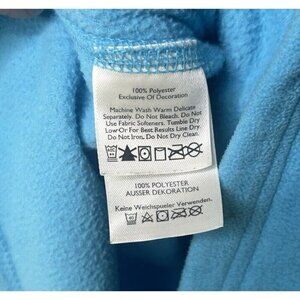 100% Polyester
Exclusive Of Decoration
Machine Wash Warm Delicate
Separately. Do Not Bleach. Do Not
Use Fabric Softeners. Tumble Dry
Low Or For Best Results Line Dry.
Do Not Iron. Do Not Dry Clean.
100% POLYESTER
AUSSER DEKORATION
Keine Weichspueler Verwenden.